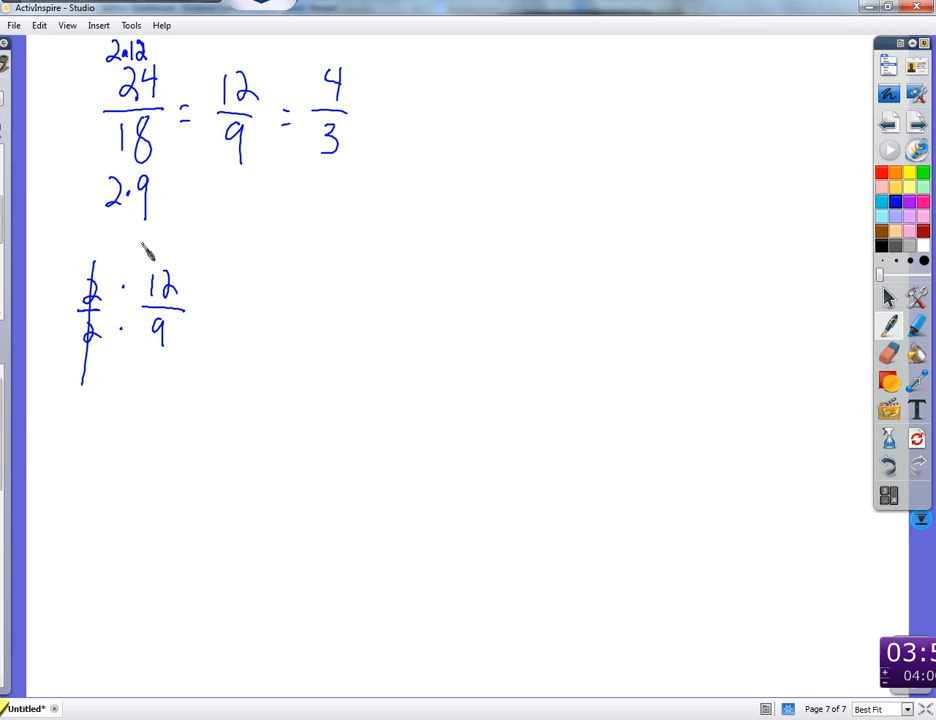 ActivInspire - Studio
File Edit View Insert Tools Help
2·12
24/18 = 12/9 = 4/3
2·9
2/2 · · 12/9
03:5
04:0
Untitled*
Page 7 of 7
Best Fit